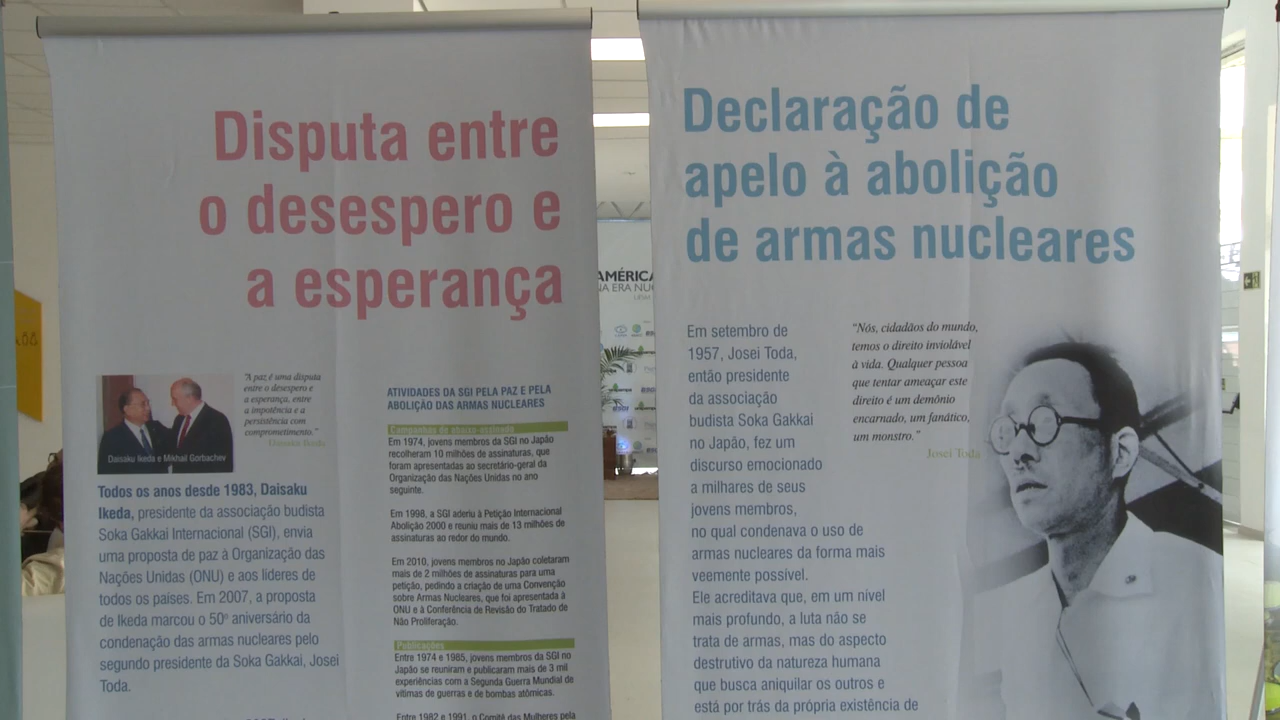 Disputa entre
o desespero e
a esperança
"A paz é uma disputa
entre o desespero e
a esperança, entre
a impotência e a
persistência com
comprometimento."
Daisaku Ikeda
Daisaku Ikeda e Mikhail Gorbachev
Todos os anos desde 1983, Daisaku
Ikeda, presidente da associação budista
Soka Gakkai Internacional (SGI), envia
uma proposta de paz à Organização das
Nações Unidas (ONU) e aos líderes de
todos os países. Em 2007, a proposta
de Ikeda marcou o 50º aniversário da
condenação das armas nucleares pelo
segundo presidente da Soka Gakkai, Josei
Toda.
ATIVIDADES DA SGI PELA PAZ E PELA
ABOLIÇÃO DAS ARMAS NUCLEARES
Campanhas de abaixo-assinado
Em 1974, jovens membros da SGI no Japão
recolheram 10 milhões de assinaturas, que
foram apresentadas ao secretário-geral da
Organização das Nações Unidas no ano
seguinte.
Em 1998, a SGI aderiu à Petição Internacional
Abolição 2000 e reuniu mais de 13 milhões de
assinaturas ao redor do mundo.
Em 2010, jovens membros no Japão coletaram
mais de 2 milhões de assinaturas para uma
petição, pedindo a criação de uma Convenção
sobre Armas Nucleares, que foi apresentada à
ONU e à Conferência de Revisão do Tratado de
Não Proliferação.
Publicações
Entre 1974 e 1985, jovens membros da SGI no
Japão se reuniram e publicaram mais de 3 mil
experiências com a Segunda Guerra Mundial de
vítimas de guerras e de bombas atômicas.
Entre 1982 e 1991, o Comitê das Mulheres pela
AMÉRICA
NA ERA NUC
Declaração de
apelo à abolição
de armas nucleares
Em setembro de
1957, Josei Toda,
então presidente
da associação
budista Soka Gakkai
no Japão, fez um
discurso emocionado
a milhares de seus
jovens membros,
no qual condenava o uso de
armas nucleares da forma mais
veemente possível.
Ele acreditava que, em um nível
mais profundo, a luta não se
trata de armas, mas do aspecto
destrutivo da natureza humana
que busca aniquilar os outros e
está por trás da própria existência de
"Nós, cidadãos do mundo,
temos o direito inviolável
à vida. Qualquer pessoa
que tentar ameaçar este
direito é um demônio
encarnado, um fanático,
um monstro."
Josei Toda